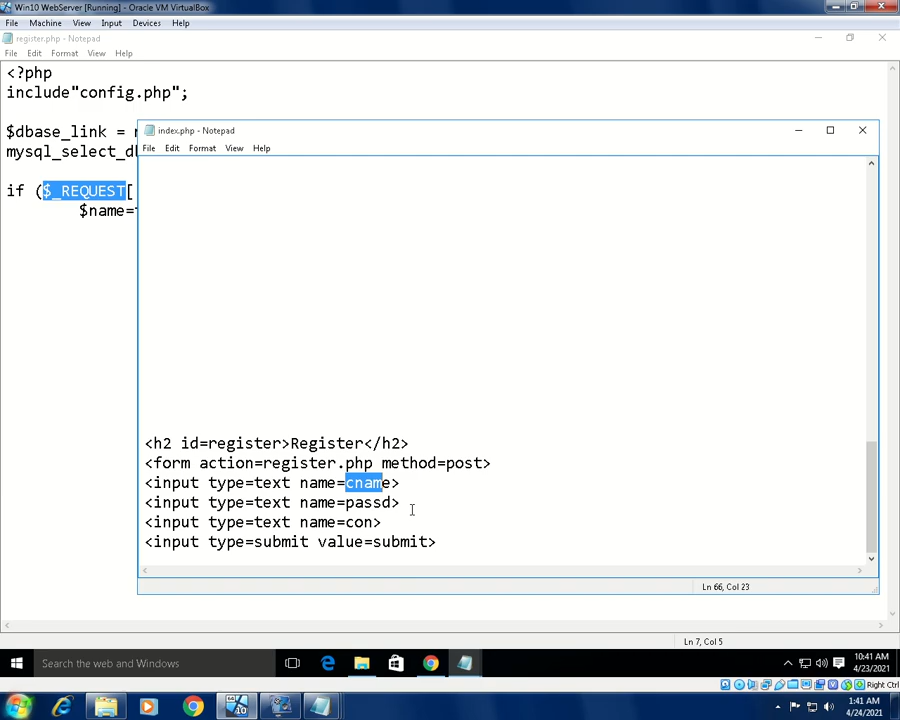 Win10 WebServer [Running] - Oracle VM VirtualBox
File Machine View Input Devices Help
register.php - Notepad
File Edit Format View Help
<?php
include"config.php";
$dbase_link =
mysql_select_d
if ($_REQUEST[
$name=
index.php - Notepad
File Edit Format View Help
<h2 id=register>Register</h2>
<form action=register.php method=post>
<input type=text name=cname>
<input type=text name=passd>
<input type=text name=con>
<input type=submit value=submit>
Ln 66, Col 23
Ln 7, Col 5
Search the web and Windows
10:41 AM
4/23/2021
Right Ctrl
1:41 AM
4/24/2021